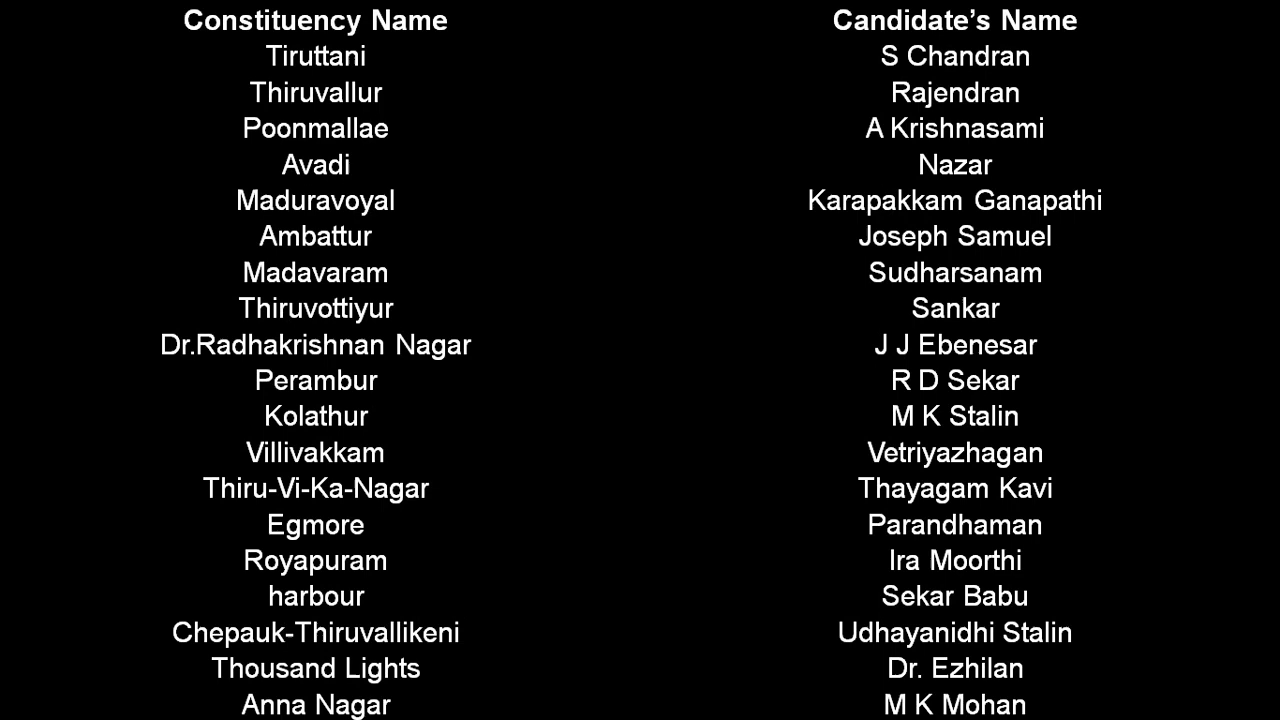 Constituency Name Candidate’s Name
Tiruttani S Chandran
Thiruvallur Rajendran
Poonmallae A Krishnasami
Avadi Nazar
Maduravoyal Karapakkam Ganapathi
Ambattur Joseph Samuel
Madavaram Sudharsanam
Thiruvottiyur Sankar
Dr.Radhakrishnan Nagar J J Ebenesar
Perambur R D Sekar
Kolathur M K Stalin
Villivakkam Vetriyazhagan
Thiru-Vi-Ka-Nagar Thayagam Kavi
Egmore Parandhaman
Royapuram Ira Moorthi
harbour Sekar Babu
Chepauk-Thiruvallikeni Udhayanidhi Stalin
Thousand Lights Dr. Ezhilan
Anna Nagar M K Mohan